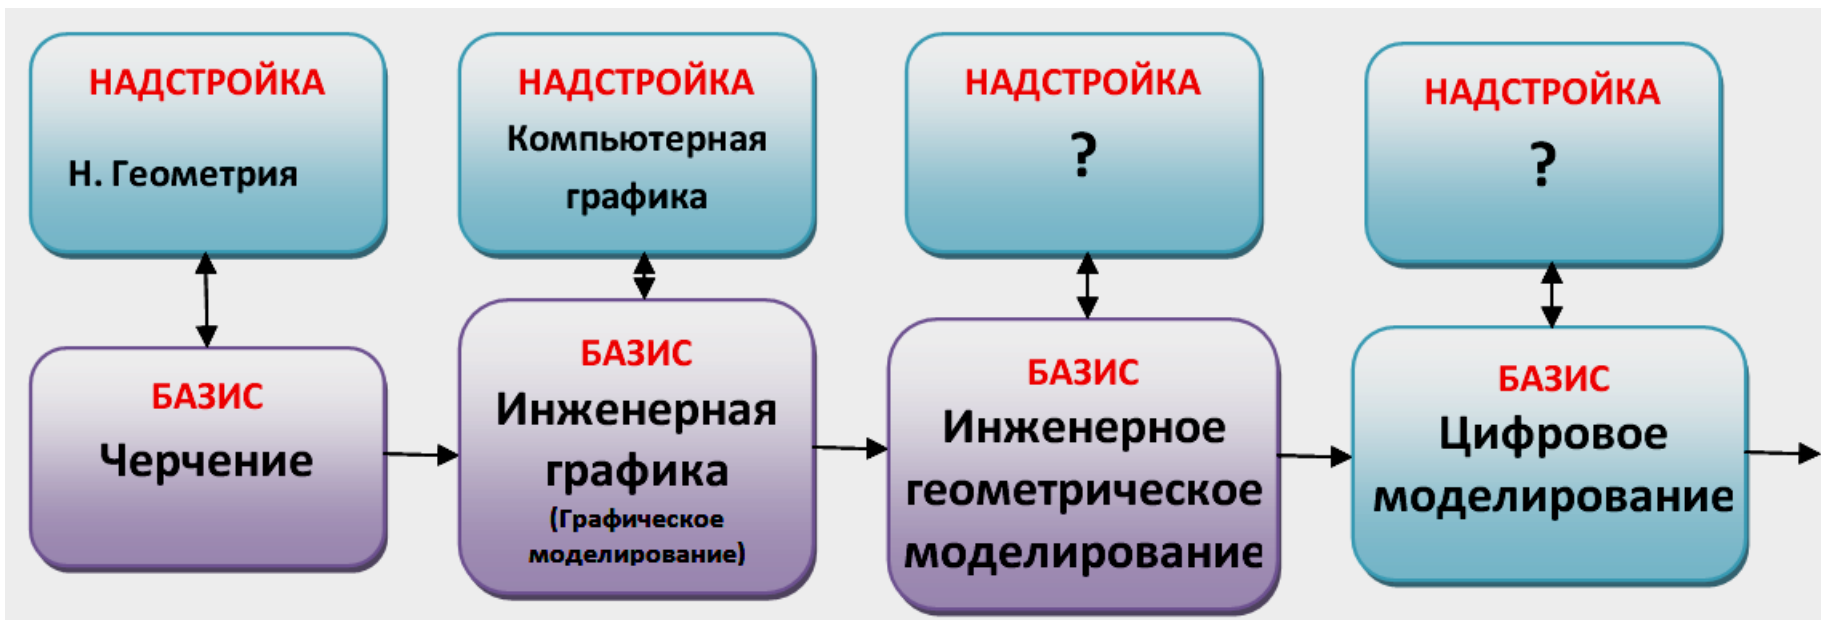 НАДСТРОЙКА
Н. Геометрия
НАДСТРОЙКА
Компьютерная
графика
НАДСТРОЙКА
?
НАДСТРОЙКА
?
БАЗИС
Черчение
БАЗИС
Инженерная
графика
(Графическое
моделирование)
БАЗИС
Инженерное
геометрическое
моделирование
БАЗИС
Цифровое
моделирование